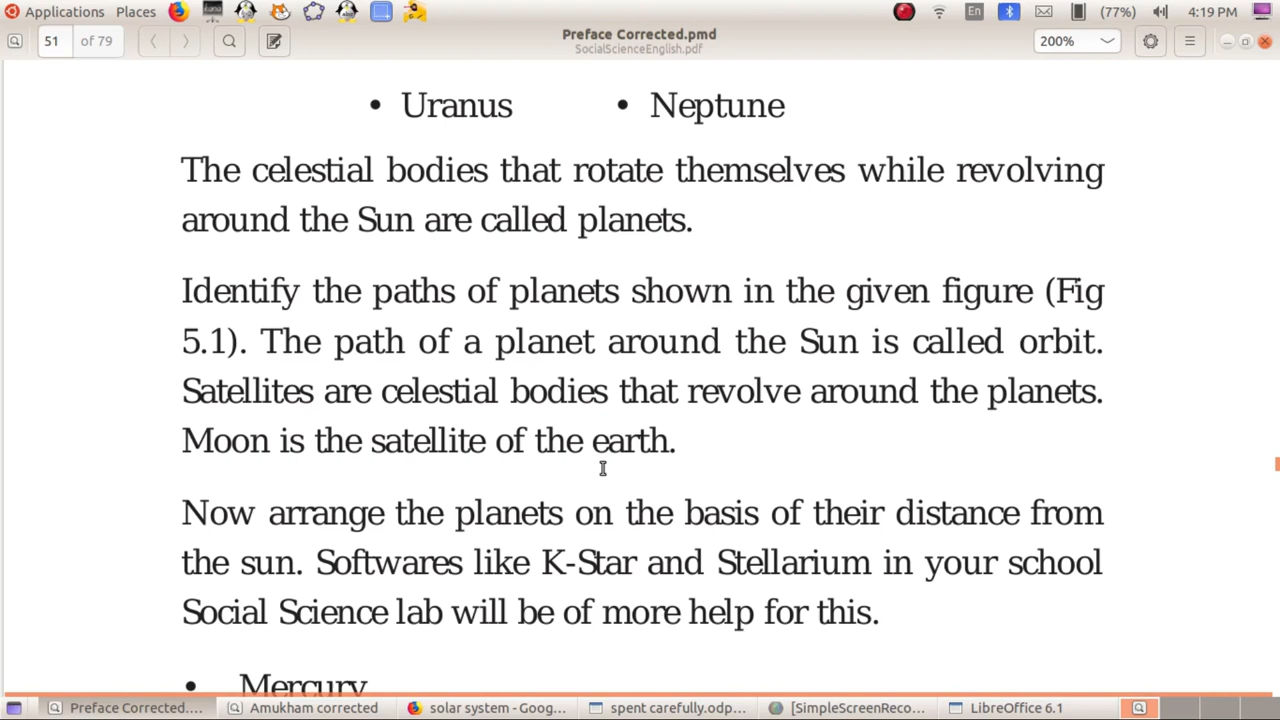 Applications Places En (77%) 4:19 PM
51 of 79 Preface Corrected.pmd 200%
SocialScienceEnglish.pdf
• Uranus • Neptune
The celestial bodies that rotate themselves while revolving
around the Sun are called planets.
Identify the paths of planets shown in the given figure (Fig
5.1). The path of a planet around the Sun is called orbit.
Satellites are celestial bodies that revolve around the planets.
Moon is the satellite of the earth.
Now arrange the planets on the basis of their distance from
the sun. Softwares like K-Star and Stellarium in your school
Social Science lab will be of more help for this.
• Mercury
Preface Corrected.... Amukham corrected solar system - Goog... spent carefully.odp... [SimpleScreenReco... LibreOffice 6.1